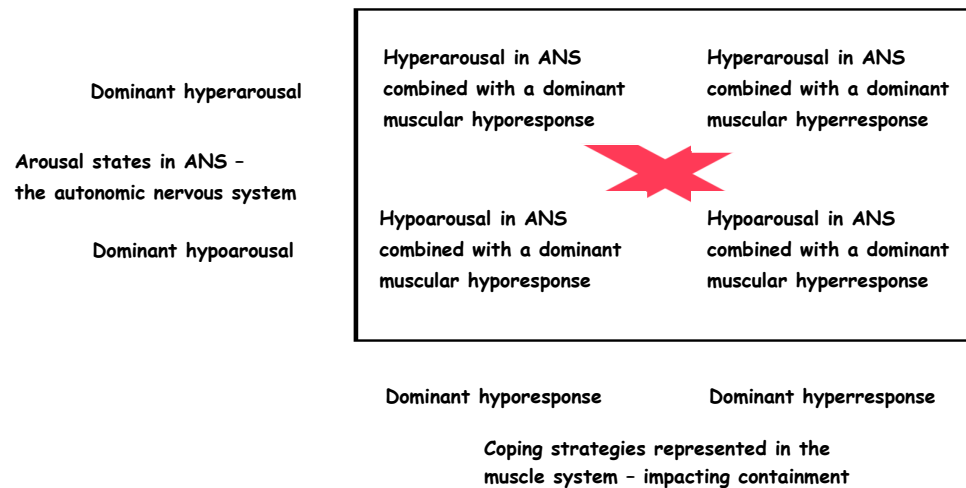 Dominant hyperarousal
Arousal states in ANS –
the autonomic nervous system
Dominant hypoarousal
Hyperarousal in ANS
combined with a dominant
muscular hyporesponse
Hyperarousal in ANS
combined with a dominant
muscular hyperresponse
Hypoarousal in ANS
combined with a dominant
muscular hyporesponse
Hypoarousal in ANS
combined with a dominant
muscular hyperresponse
Dominant hyporesponse
Dominant hyperresponse
Coping strategies represented in the
muscle system – impacting containment